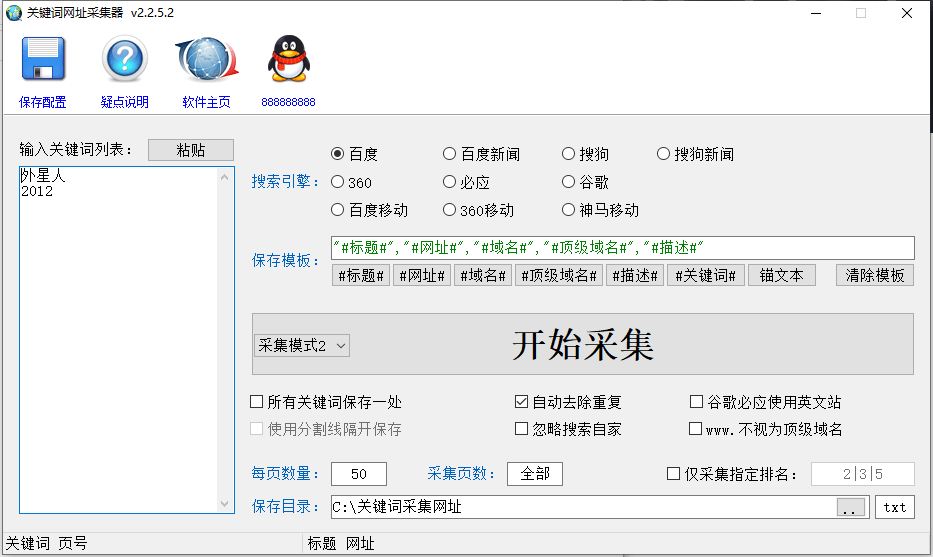 关键词网址采集器 v2.2.5.2
保存配置 疑点说明 软件主页 888888888
输入关键词列表： 粘贴
外星人
2012
搜索引擎：
百度 百度新闻 搜狗 搜狗新闻
360 必应 谷歌
百度移动 360移动 神马移动
保存模板： "#标题#","#网址#","#域名#","#顶级域名#","#描述#"
#标题# #网址# #域名# #顶级域名# #描述# #关键词# 锚文本 清除模板
采集模式2 开始采集
所有关键词保存一处 自动去除重复 谷歌必应使用英文站
使用分割线隔开保存 忽略搜索自家 www.不视为顶级域名
每页数量： 50 采集页数： 全部 仅采集指定排名： 2|3|5
保存目录： C:\关键词采集网址 .. txt
关键词 页号 标题 网址